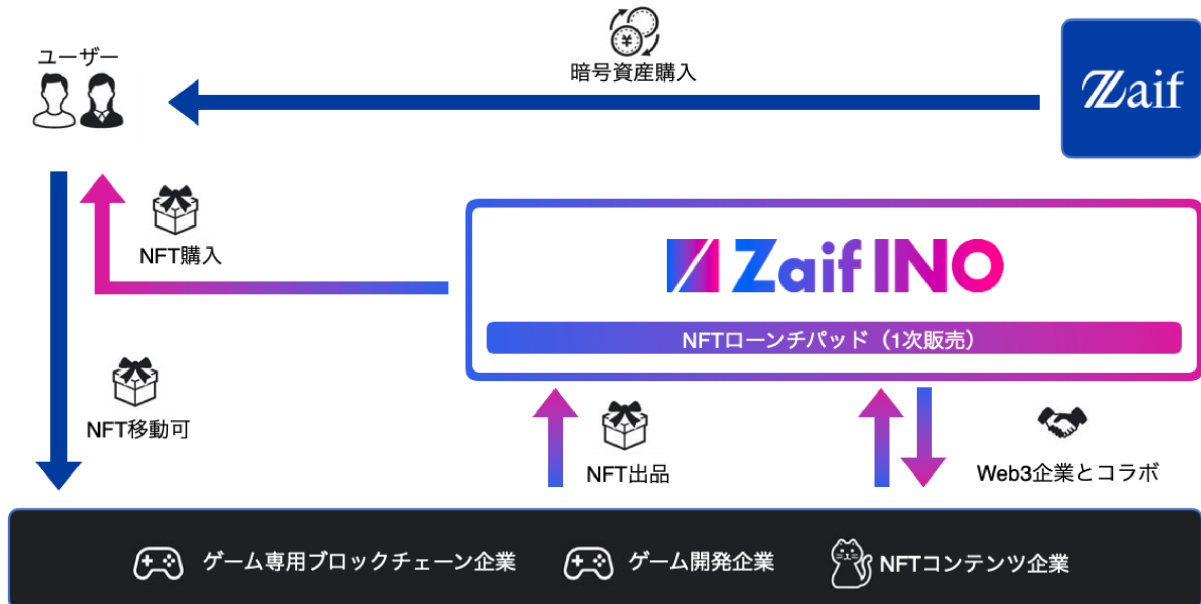 ユーザー
¥
暗号資産購入
Zaif
NFT購入
Zaif INO
NFTローンチパッド（1次販売）
NFT移動可
NFT出品
Web3企業とコラボ
ゲーム専用ブロックチェーン企業
ゲーム開発企業
NFTコンテンツ企業